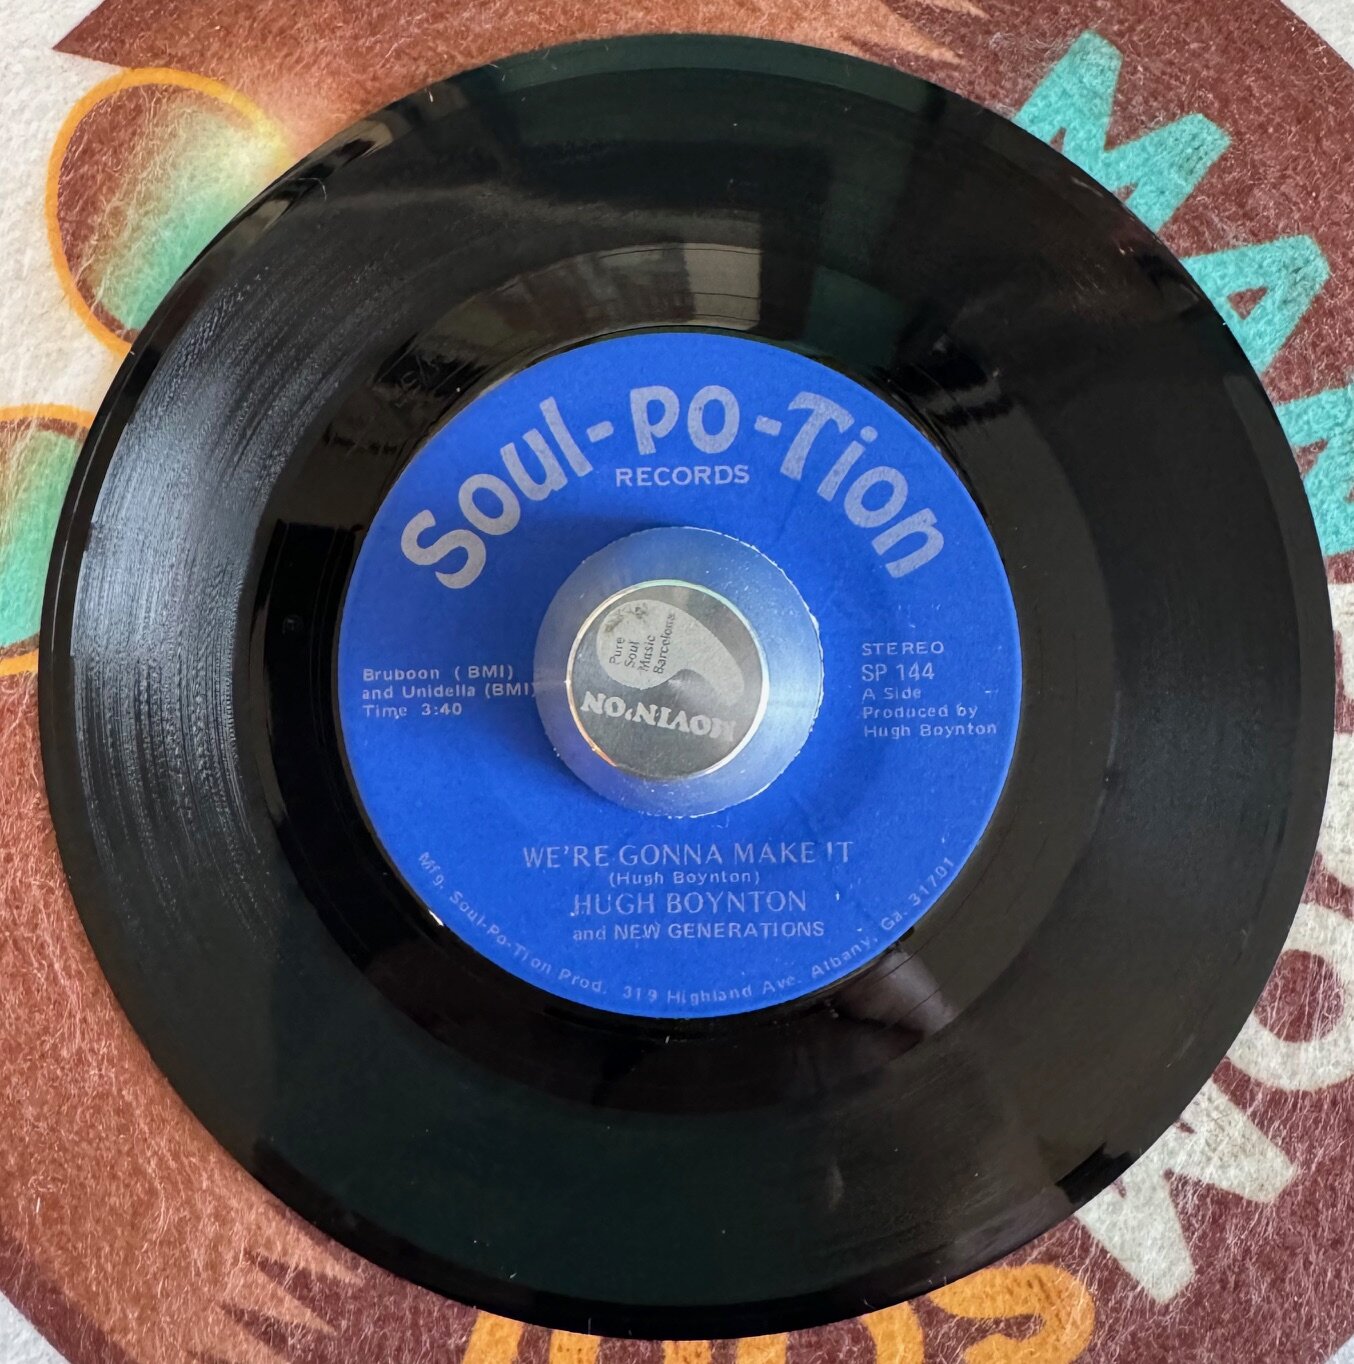 Soul-Po-Tion
RECORDS
Bruboon (BMI)
and Unidella (BMI)
Time 3:40
STEREO
SP 144
A Side
Produced by
Hugh Boynton
Pure
Soul
Music
Barcelona
MOVIN'ON
WE'RE GONNA MAKE IT
(Hugh Boynton)
HUGH BOYNTON
and NEW GENERATIONS
Mfg. Soul-Po-Tion Prod. 319 Highland Ave. Albany, Ga. 31701